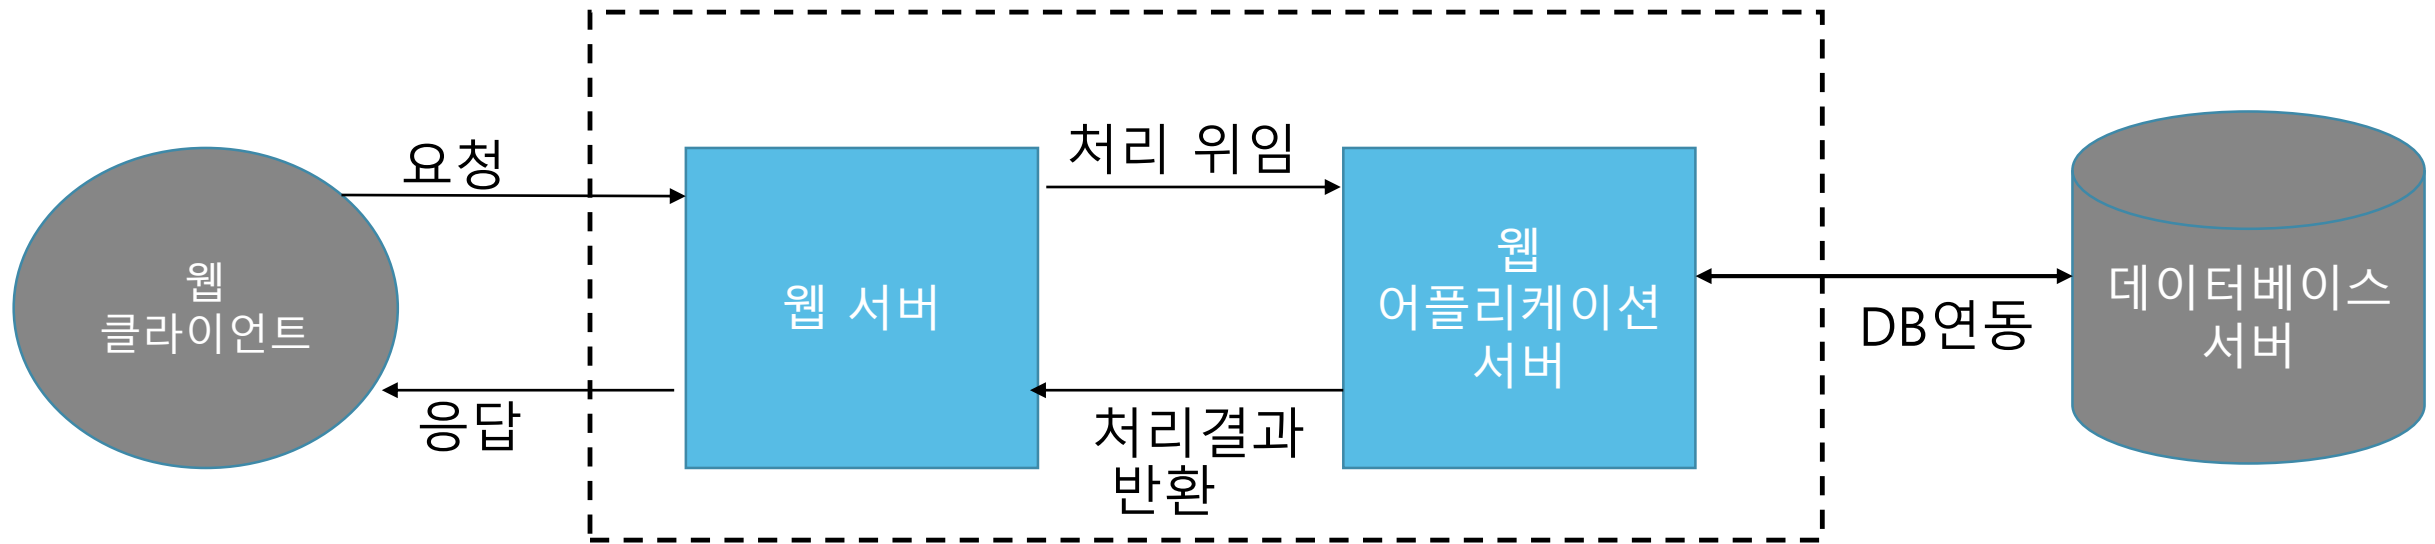 요청
처리 위임
웹
클라이언트
웹 서버
웹
어플리케이션
서버
DB연동
데이터베이스
서버
응답
처리결과
반환